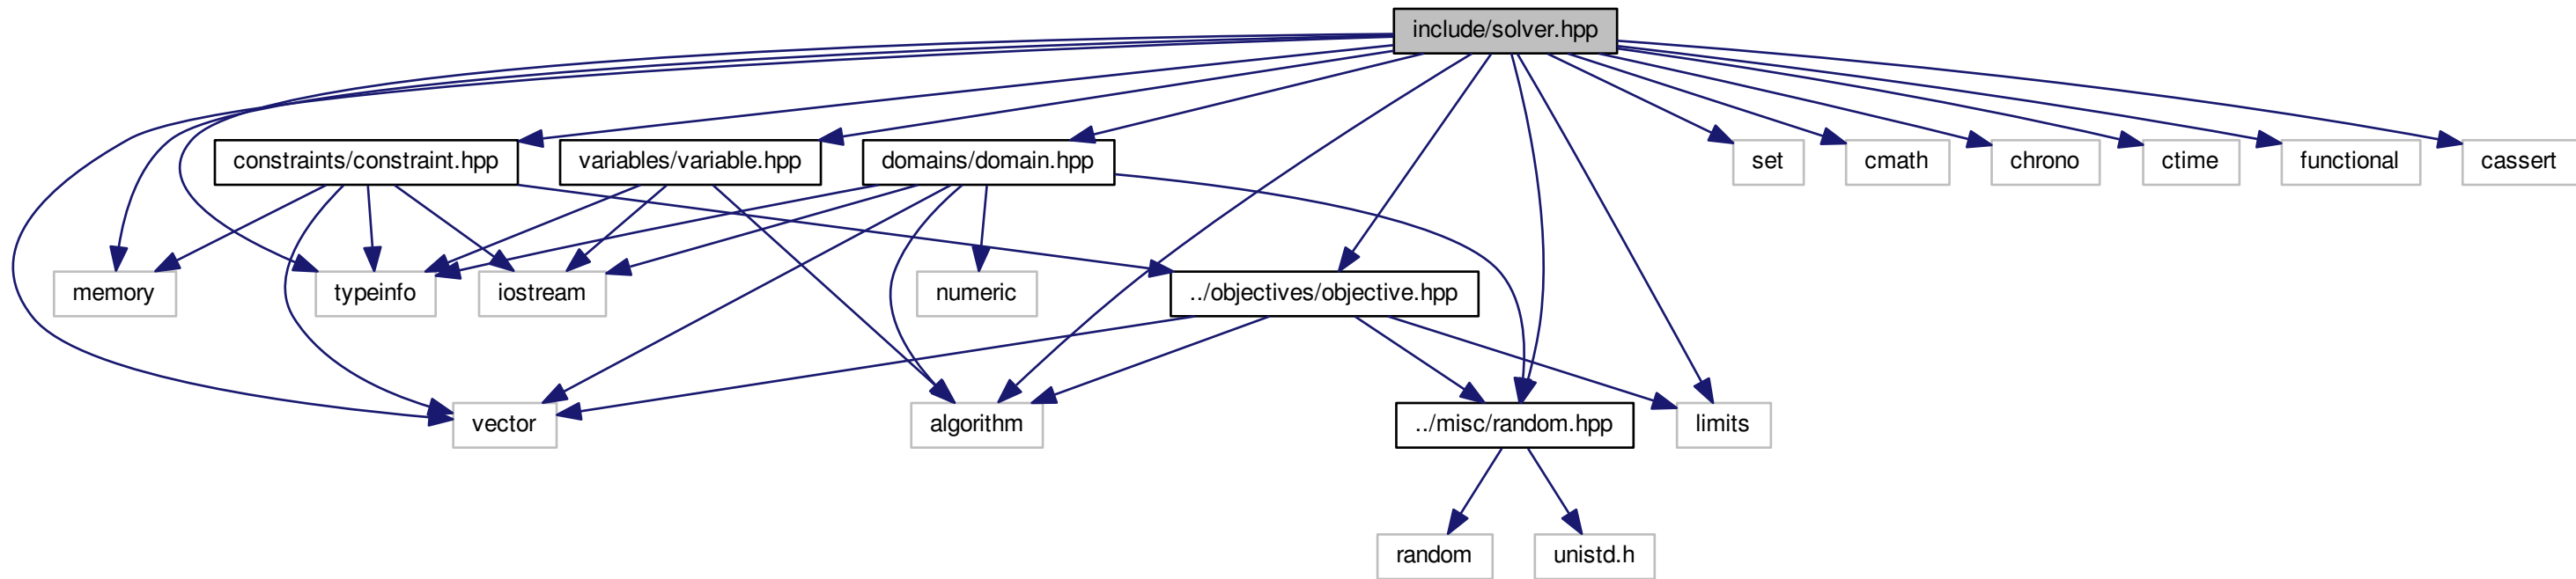 include/solver.hpp
constraints/constraint.hpp
variables/variable.hpp
domains/domain.hpp
set
cmath
chrono
ctime
functional
cassert
memory
typeinfo
iostream
numeric
../objectives/objective.hpp
vector
algorithm
../misc/random.hpp
limits
random
unistd.h